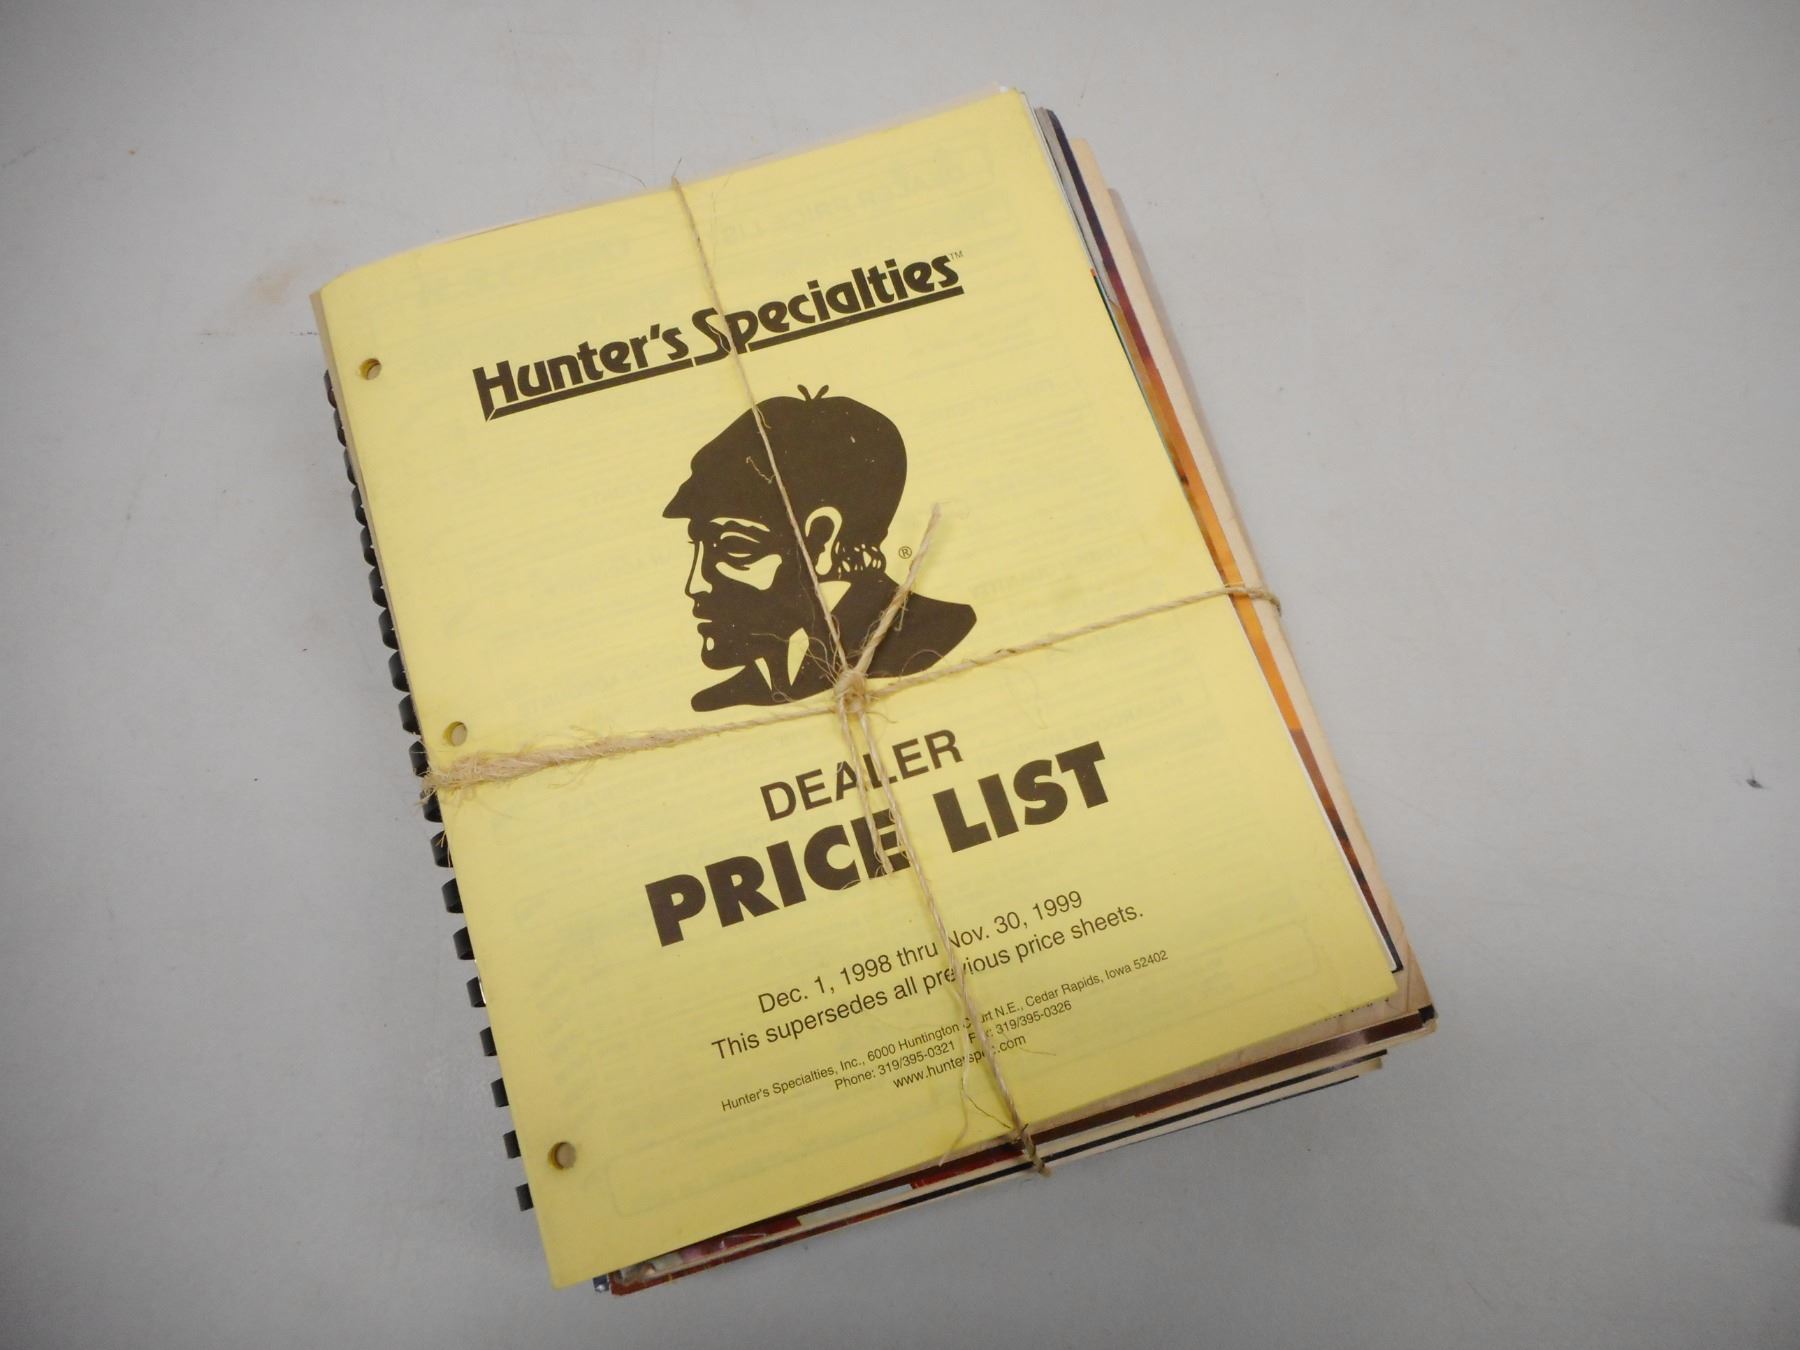 Hunter's Specialties™
®
DEALER
PRICE LIST
Dec. 1, 1998 thru Nov. 30, 1999
This supersedes all previous price sheets.
Hunter's Specialties, Inc., 6000 Huntington Court N.E., Cedar Rapids, Iowa 52402
Phone: 319/395-0321 Fax: 319/395-0326
www.hunterspec.com